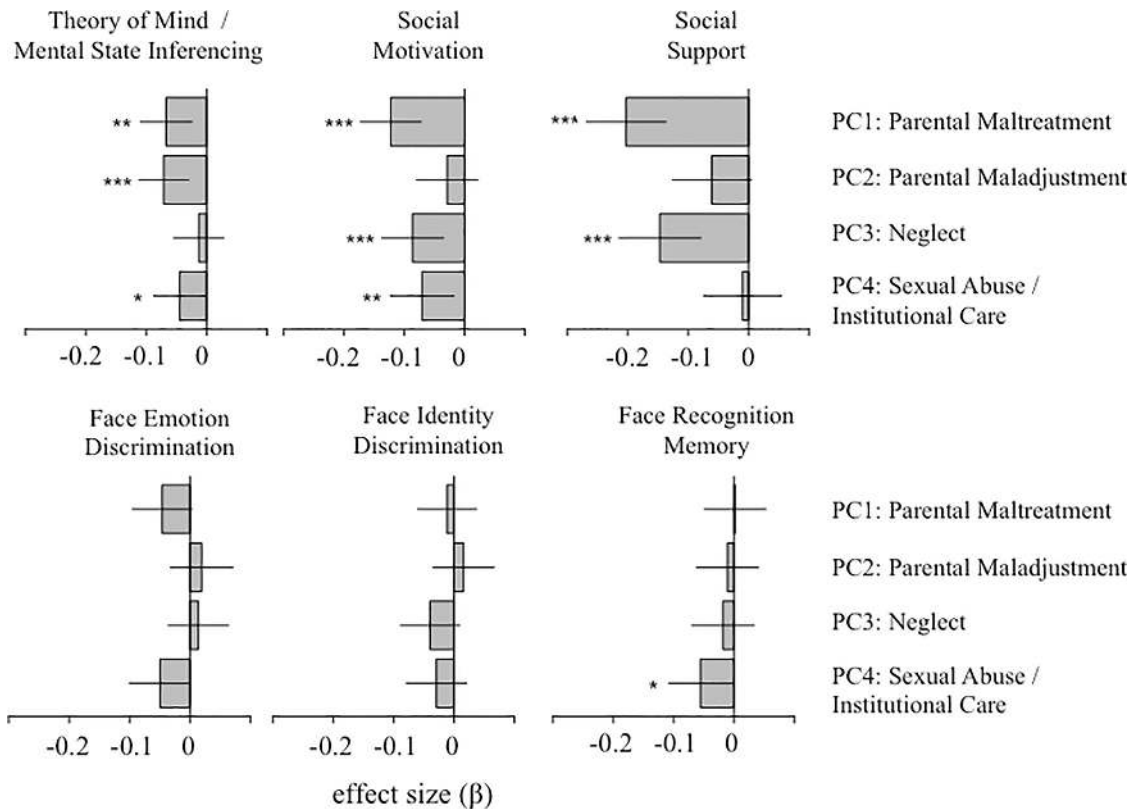 Theory of Mind /
Mental State Inferencing
Social
Motivation
Social
Support
** *** *** PC1: Parental Maltreatment
*** PC2: Parental Maladjustment
*** *** PC3: Neglect
* ** PC4: Sexual Abuse /
Institutional Care
-0.2 -0.1 0 -0.2 -0.1 0 -0.2 -0.1 0
Face Emotion
Discrimination
Face Identity
Discrimination
Face Recognition
Memory
PC1: Parental Maltreatment
PC2: Parental Maladjustment
PC3: Neglect
* PC4: Sexual Abuse /
Institutional Care
-0.2 -0.1 0 -0.2 -0.1 0 -0.2 -0.1 0
effect size (β)